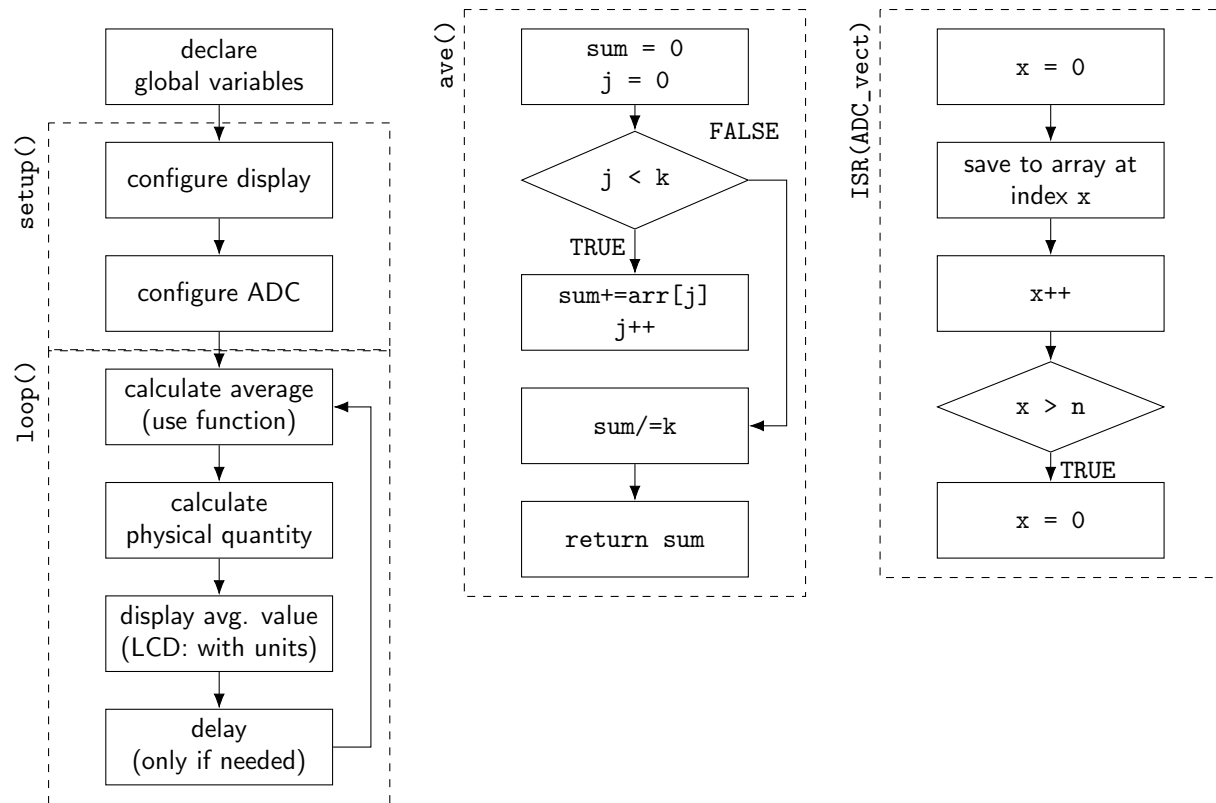 declare
global variables
setup()
configure display
configure ADC
loop()
calculate average
(use function)
calculate
physical quantity
display avg. value
(LCD: with units)
delay
(only if needed)
ave()
sum = 0
j = 0
FALSE
j < k
TRUE
sum+=arr[j]
j++
sum/=k
return sum
ISR(ADC_vect)
x = 0
save to array at
index x
x++
x > n
TRUE
x = 0